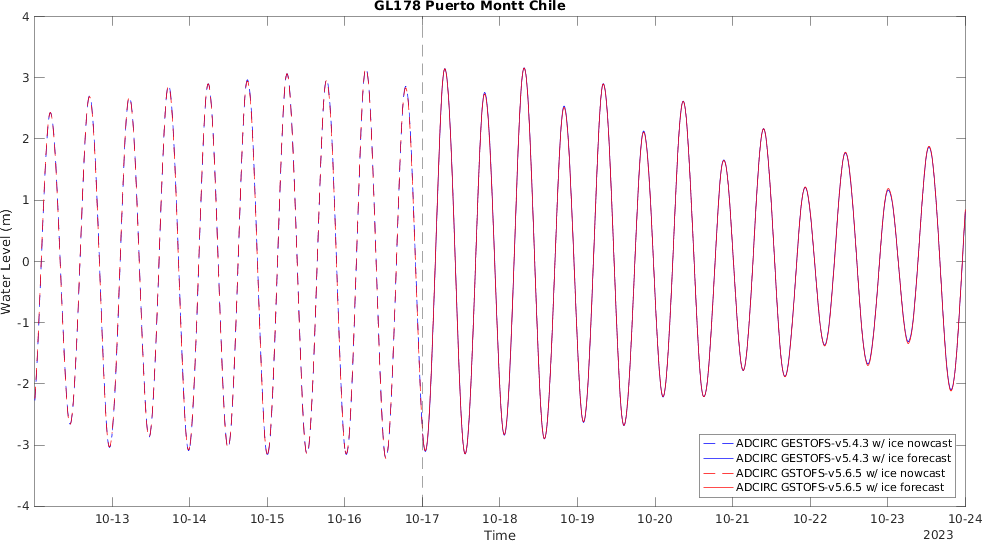 GL178 Puerto Montt Chile
4
3
2
1
0
-1
-2
-3
-4
Water Level (m)
ADCIRC GESTOFS-v5.4.3 w/ ice nowcast
ADCIRC GESTOFS-v5.4.3 w/ ice forecast
ADCIRC GSTOFS-v5.6.5 w/ ice nowcast
ADCIRC GSTOFS-v5.6.5 w/ ice forecast
10-13 10-14 10-15 10-16 10-17 10-18 10-19 10-20 10-21 10-22 10-23 10-24
Time
2023